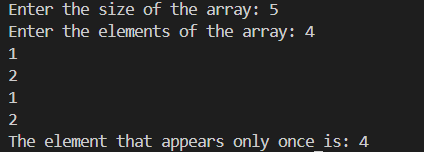 Enter the size of the array: 5
Enter the elements of the array: 4
1
2
1
2
The element that appears only once is: 4